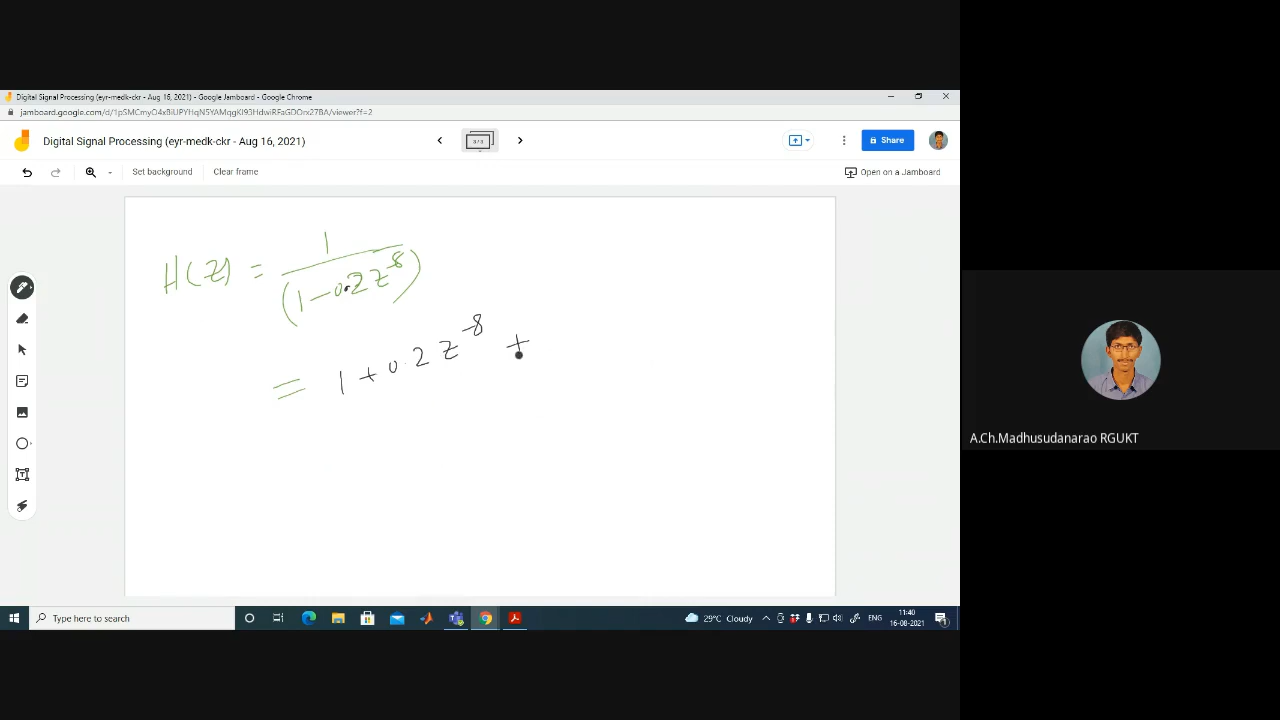 Digital Signal Processing (eyr-medk-ckr - Aug 16, 2021) - Google Jamboard - Google Chrome
Digital Signal Processing (eyr-medk-ckr - Aug 16, 2021)
3 / 3
Share
Set background
Clear frame
Open on a Jamboard
H(Z) = 1 / (1 - 0.2 z^-8)
= 1 + 0.2 z^-8 +
A.Ch.Madhusudanarao RGUKT
Type here to search
29°C Cloudy
ENG
11:40
16-08-2021